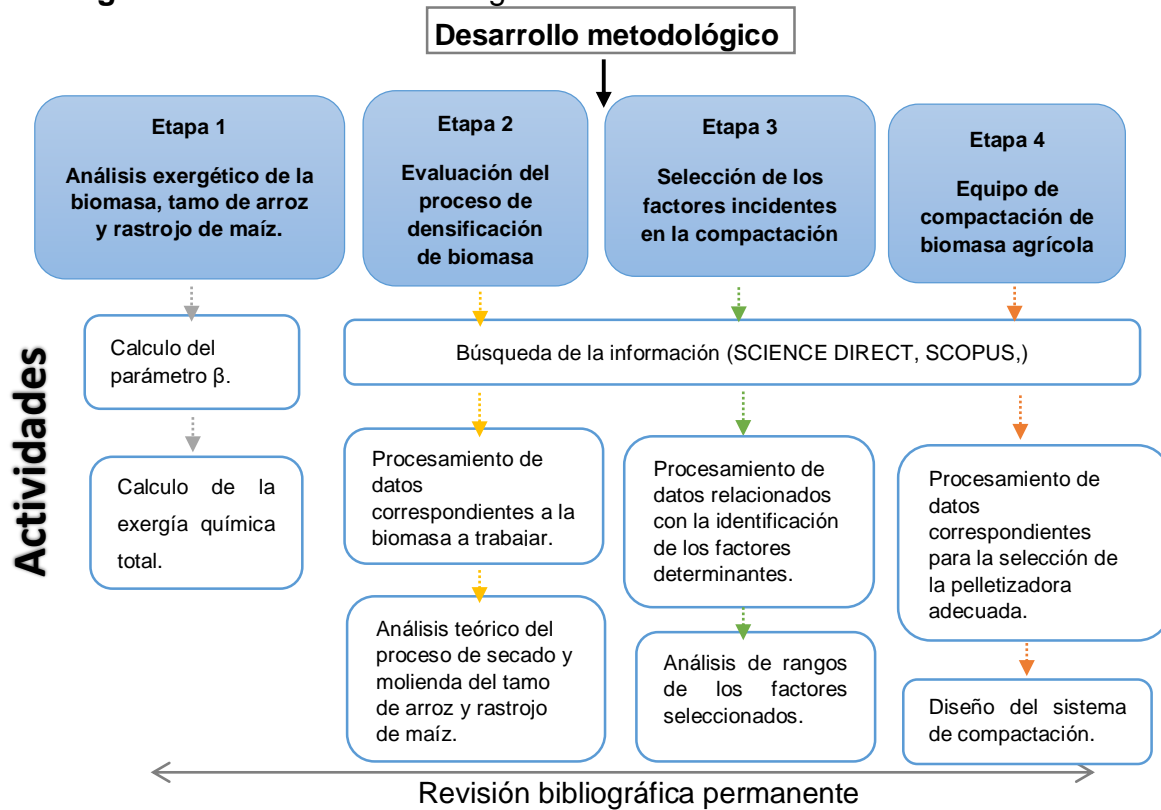 Desarrollo metodológico
Etapa 1
Análisis exergético de la
biomasa, tamo de arroz
y rastrojo de maíz.
Etapa 2
Evaluación del
proceso de
densificación
de biomasa
Etapa 3
Selección de los
factores incidentes
en la compactación
Etapa 4
Equipo de
compactación de
biomasa agrícola
Actividades
Calculo del
parámetro β.
Calculo de la
exergía química
total.
Búsqueda de la información (SCIENCE DIRECT, SCOPUS,)
Procesamiento de
datos
correspondientes a la
biomasa a trabajar.
Análisis teórico del
proceso de secado y
molienda del tamo
de arroz y rastrojo
de maíz.
Procesamiento de
datos relacionados
con la identificación
de los factores
determinantes.
Análisis de rangos
de los factores
seleccionados.
Procesamiento de
datos
correspondientes
para la selección de
la pelletizadora
adecuada.
Diseño del sistema
de compactación.
Revisión bibliográfica permanente